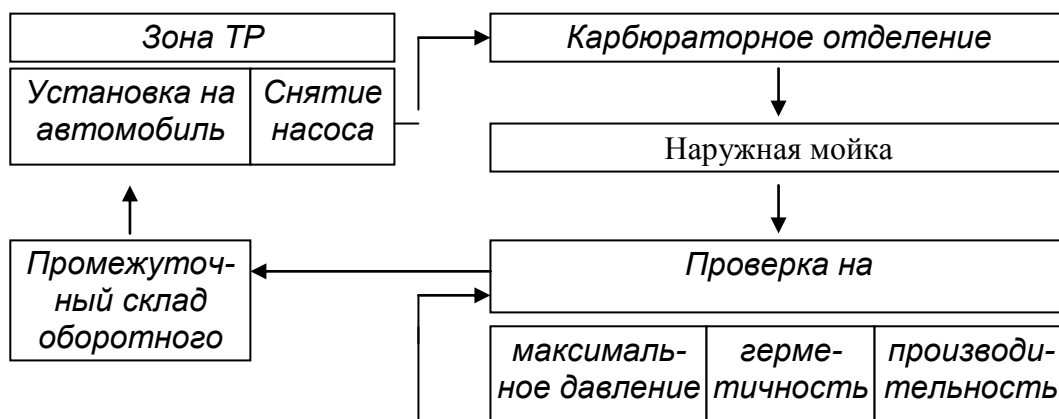 Зона ТР
Установка на
автомобиль
Снятие
насоса
Карбюраторное отделение
Наружная мойка
Проверка на
максималь-
ное давление
герме-
тичность
производи-
тельность
Промежуточ-
ный склад
оборотного